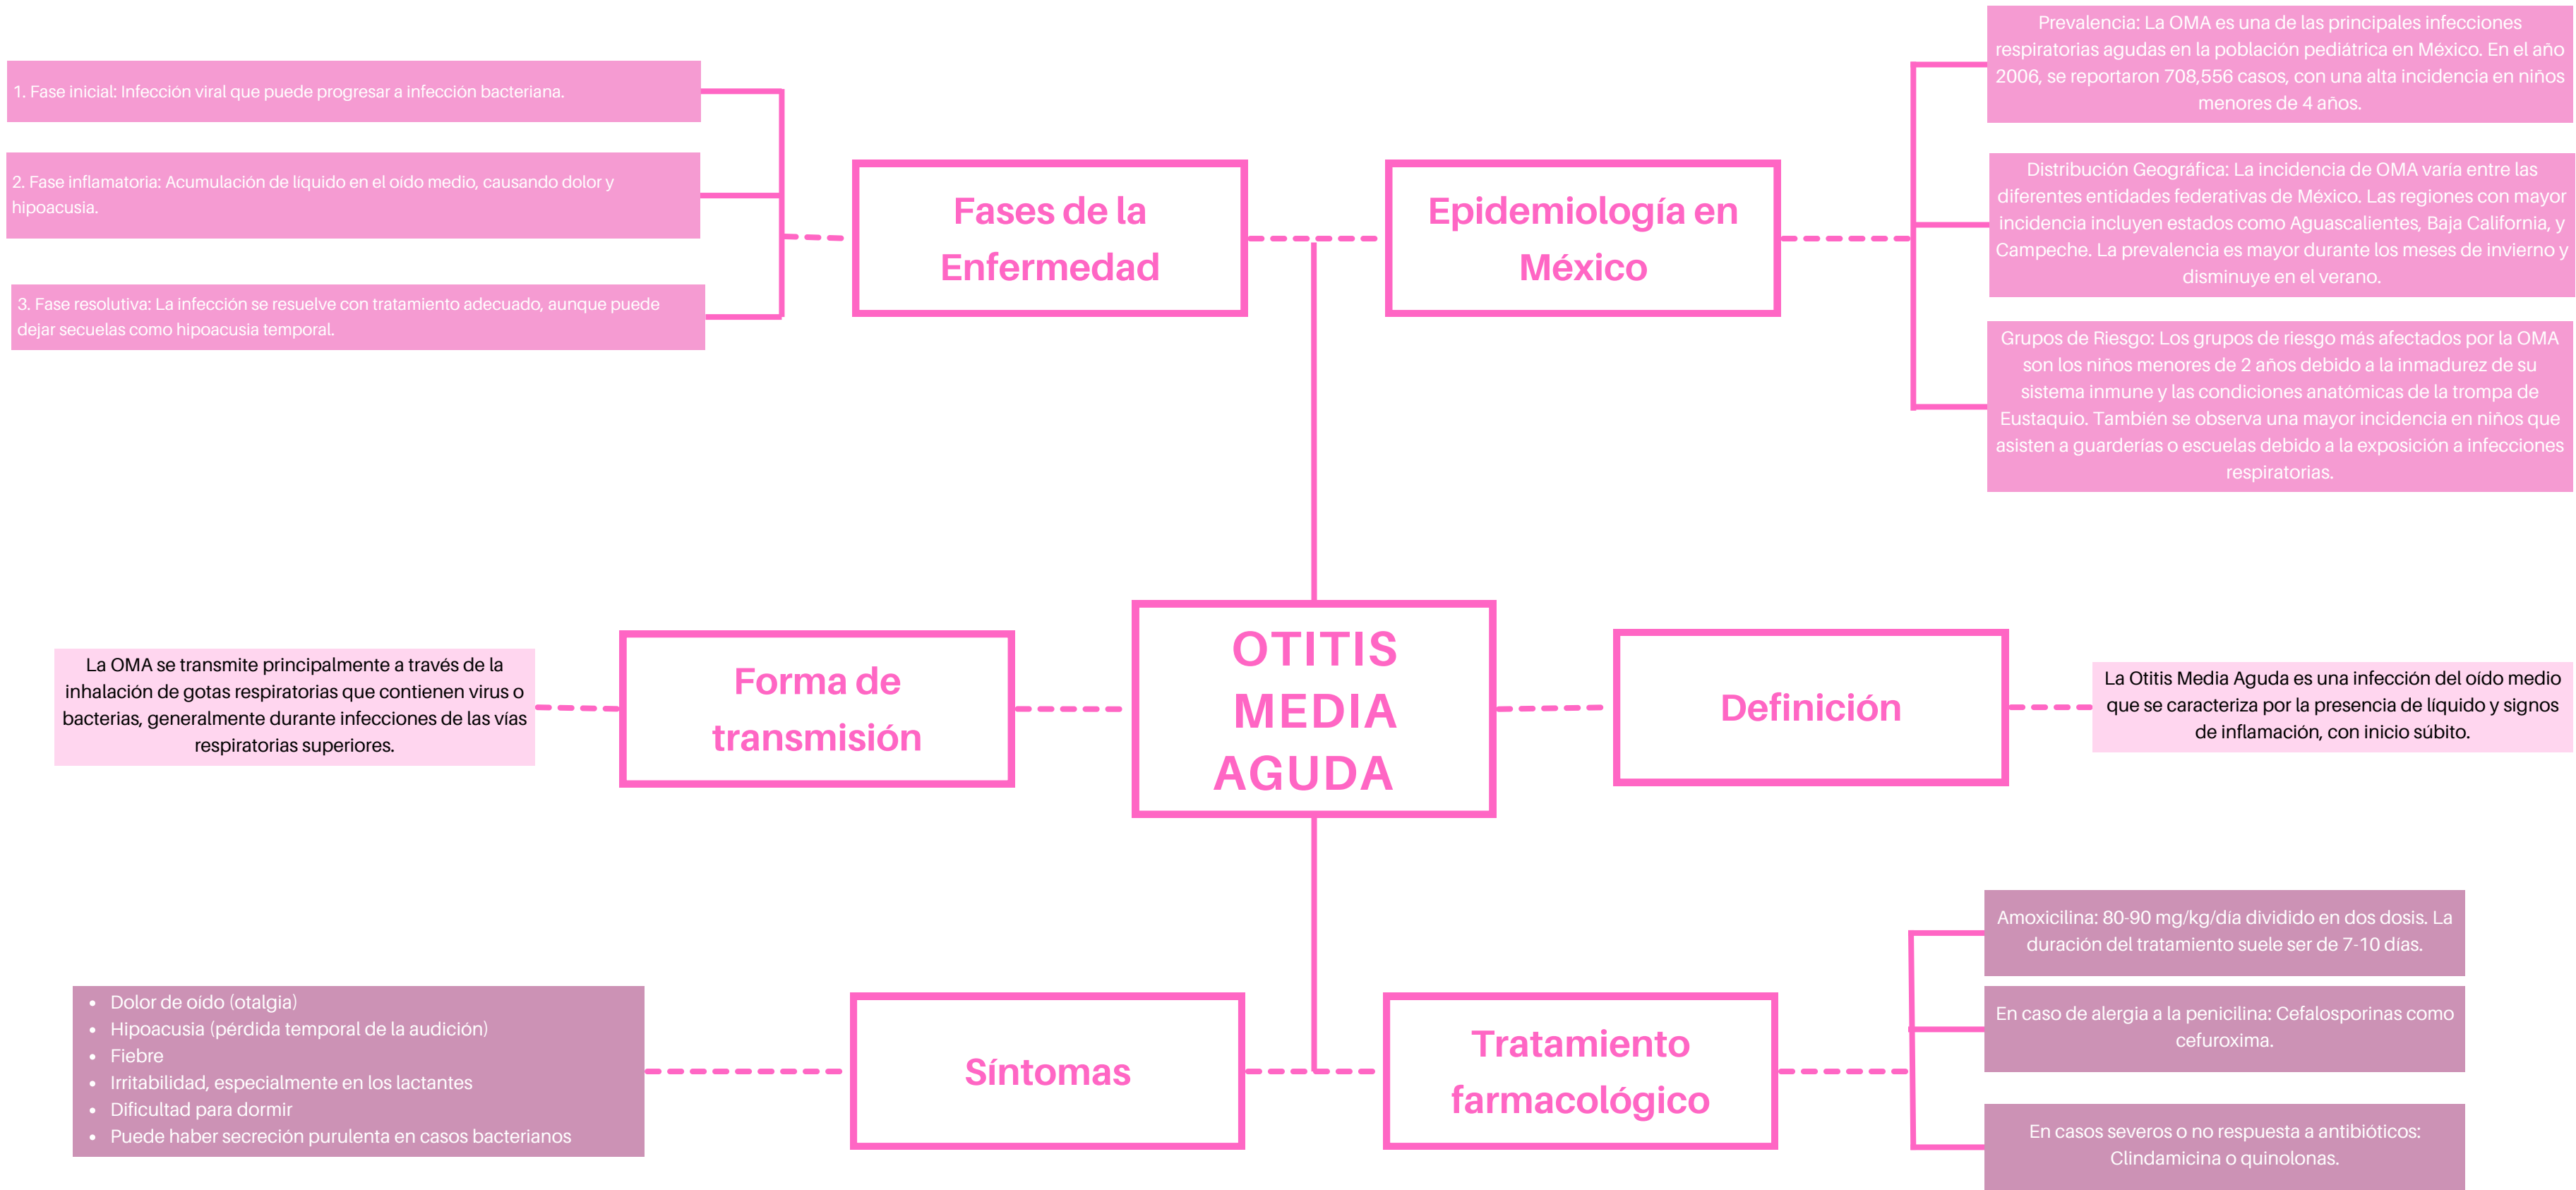 1. Fase inicial: Infección viral que puede progresar a infección bacteriana.
2. Fase inflamatoria: Acumulación de líquido en el oído medio, causando dolor y
hipoacusia.
3. Fase resolutiva: La infección se resuelve con tratamiento adecuado, aunque puede
dejar secuelas como hipoacusia temporal.
Fases de la
Enfermedad
Epidemiología en
México
Prevalencia: La OMA es una de las principales infecciones
respiratorias agudas en la población pediátrica en México. En el año
2006, se reportaron 708,556 casos, con una alta incidencia en niños
menores de 4 años.
Distribución Geográfica: La incidencia de OMA varía entre las
diferentes entidades federativas de México. Las regiones con mayor
incidencia incluyen estados como Aguascalientes, Baja California, y
Campeche. La prevalencia es mayor durante los meses de invierno y
disminuye en el verano.
Grupos de Riesgo: Los grupos de riesgo más afectados por la OMA
son los niños menores de 2 años debido a la inmadurez de su
sistema inmune y las condiciones anatómicas de la trompa de
Eustaquio. También se observa una mayor incidencia en niños que
asisten a guarderías o escuelas debido a la exposición a infecciones
respiratorias.
La OMA se transmite principalmente a través de la
inhalación de gotas respiratorias que contienen virus o
bacterias, generalmente durante infecciones de las vías
respiratorias superiores.
Forma de
transmisión
OTITIS
MEDIA
AGUDA
Definición
La Otitis Media Aguda es una infección del oído medio
que se caracteriza por la presencia de líquido y signos
de inflamación, con inicio súbito.
• Dolor de oído (otalgia)
• Hipoacusia (pérdida temporal de la audición)
• Fiebre
• Irritabilidad, especialmente en los lactantes
• Dificultad para dormir
• Puede haber secreción purulenta en casos bacterianos
Síntomas
Tratamiento
farmacológico
Amoxicilina: 80-90 mg/kg/día dividido en dos dosis. La
duración del tratamiento suele ser de 7-10 días.
En caso de alergia a la penicilina: Cefalosporinas como
cefuroxima.
En casos severos o no respuesta a antibióticos:
Clindamicina o quinolonas.